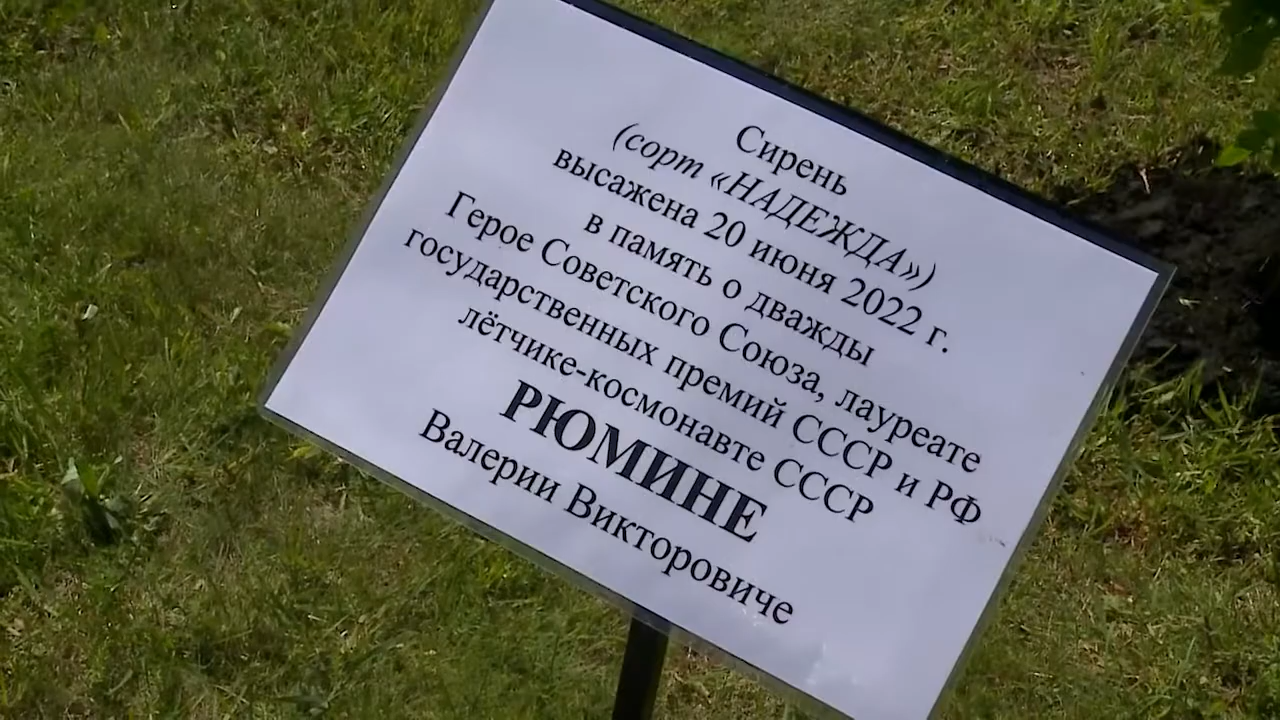 Сирень
(сорт «НАДЕЖДА»)
высажена 20 июня 2022 г.
в память о дважды
Герое Советского Союза, лауреате
государственных премий СССР и РФ
лётчике-космонавте СССР
РЮМИНЕ
Валерии Викторовиче